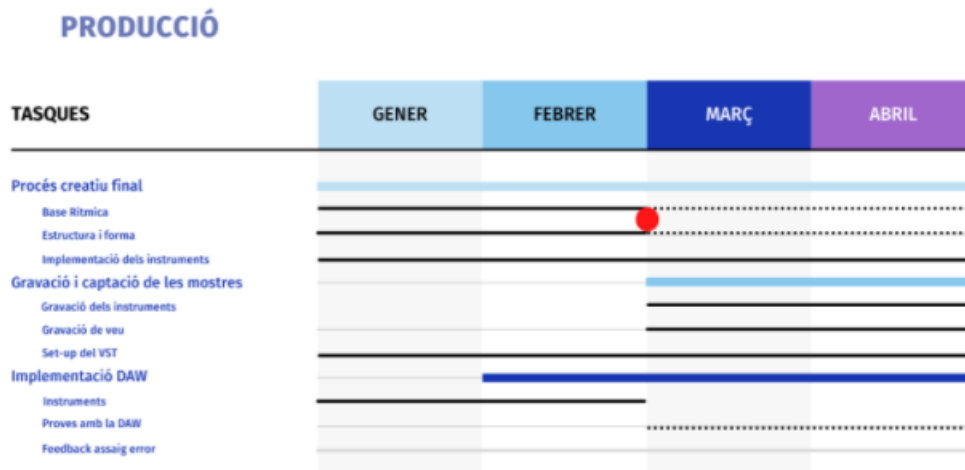 PRODUCCIÓ
TASQUES GENER FEBRER MARÇ ABRIL
Procés creatiu final
Base Rítmica
Estructura i forma
Implementació dels instruments
Gravació i captació de les mostres
Gravació dels instruments
Gravació de veu
Set-up del VST
Implementació DAW
Instruments
Proves amb la DAW
Feedback assaig error